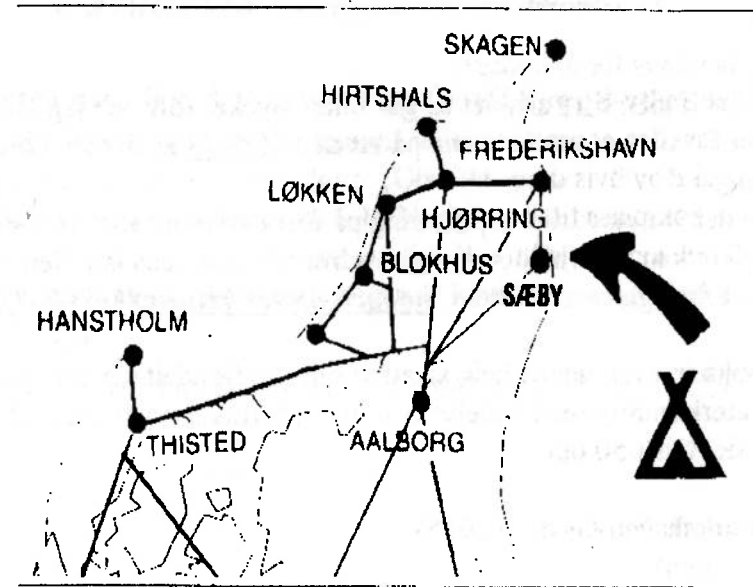 SKAGEN
HIRTSHALS
FREDERIKSHAVN
LØKKEN
HJØRRING
BLOKHUS
SÆBY
HANSTHOLM
THISTED
AALBORG